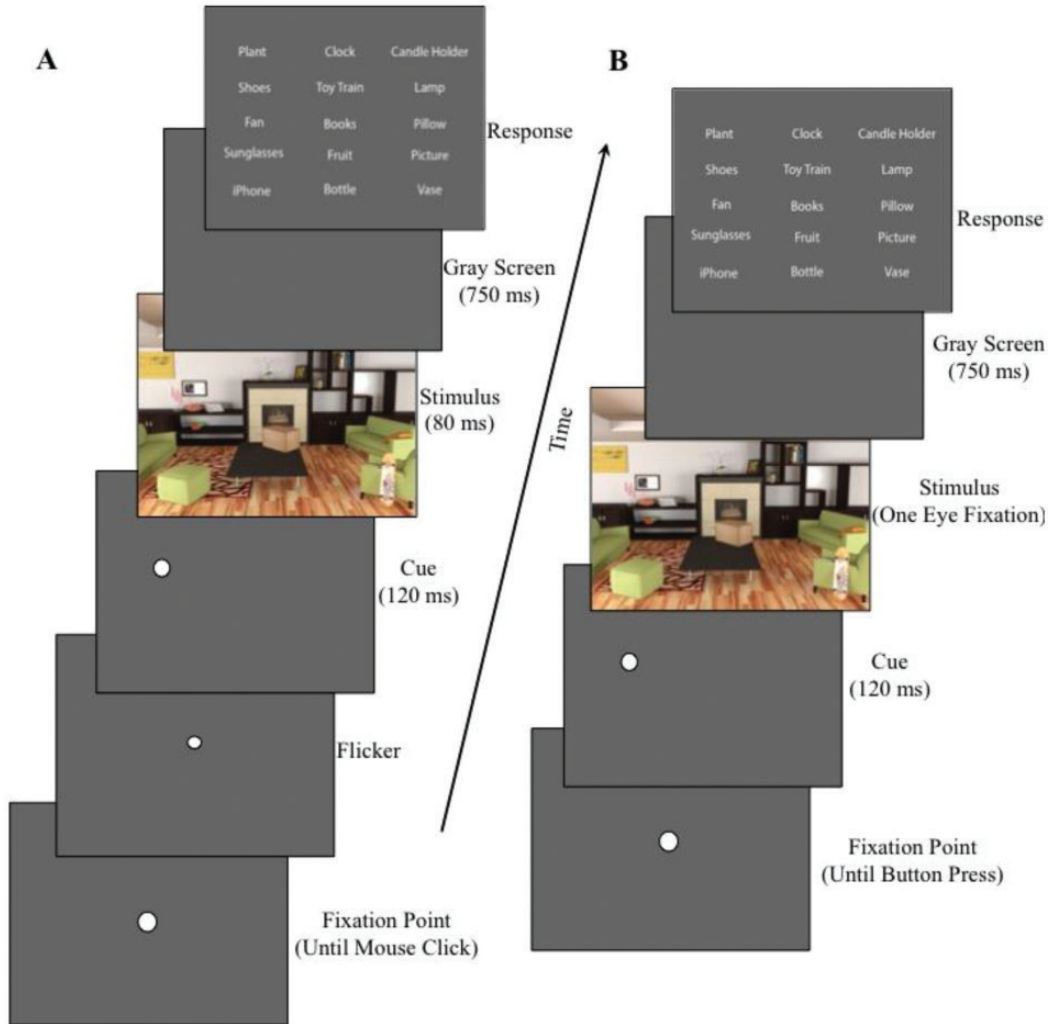 A
Plant Clock Candle Holder
Shoes Toy Train Lamp
Fan Books Pillow
Sunglasses Fruit Picture
iPhone Bottle Vase
Response
Gray Screen
(750 ms)
Stimulus
(80 ms)
Cue
(120 ms)
Flicker
Fixation Point
(Until Mouse Click)
Time
B
Plant Clock Candle Holder
Shoes Toy Train Lamp
Fan Books Pillow
Sunglasses Fruit Picture
iPhone Bottle Vase
Response
Gray Screen
(750 ms)
Stimulus
(One Eye Fixation)
Cue
(120 ms)
Fixation Point
(Until Button Press)